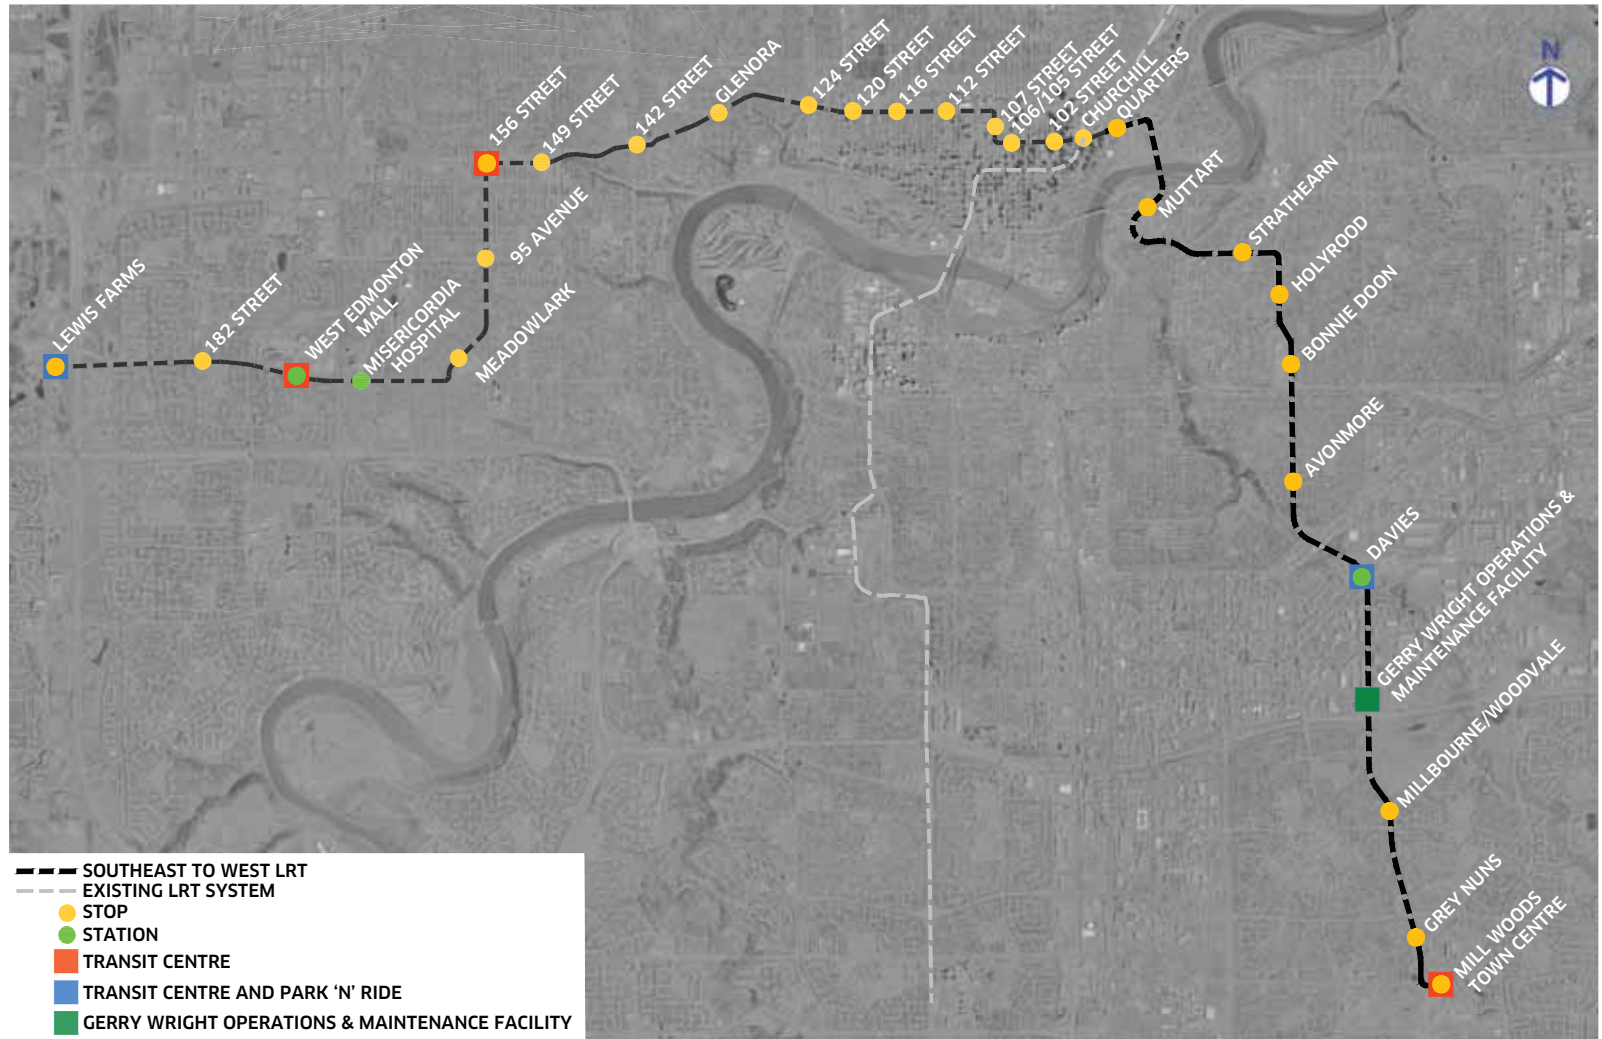 N
156 STREET
149 STREET
142 STREET
GLENORA
124 STREET
120 STREET
116 STREET
112 STREET
107 STREET
106/105 STREET
102 STREET
CHURCHILL
QUARTERS
LEWIS FARMS
182 STREET
WEST EDMONTON
MALL
MISERICORDIA
HOSPITAL
MEADOWLARK
95 AVENUE
MUTTART
STRATHEARN
HOLYROOD
BONNIE DOON
AVONMORE
DAVIES
GERRY WRIGHT OPERATIONS &
MAINTENANCE FACILITY
MILLBOURNE/WOODVALE
GREY NUNS
MILL WOODS
TOWN CENTRE
SOUTHEAST TO WEST LRT
EXISTING LRT SYSTEM
STOP
STATION
TRANSIT CENTRE
TRANSIT CENTRE AND PARK ‘N’ RIDE
GERRY WRIGHT OPERATIONS & MAINTENANCE FACILITY